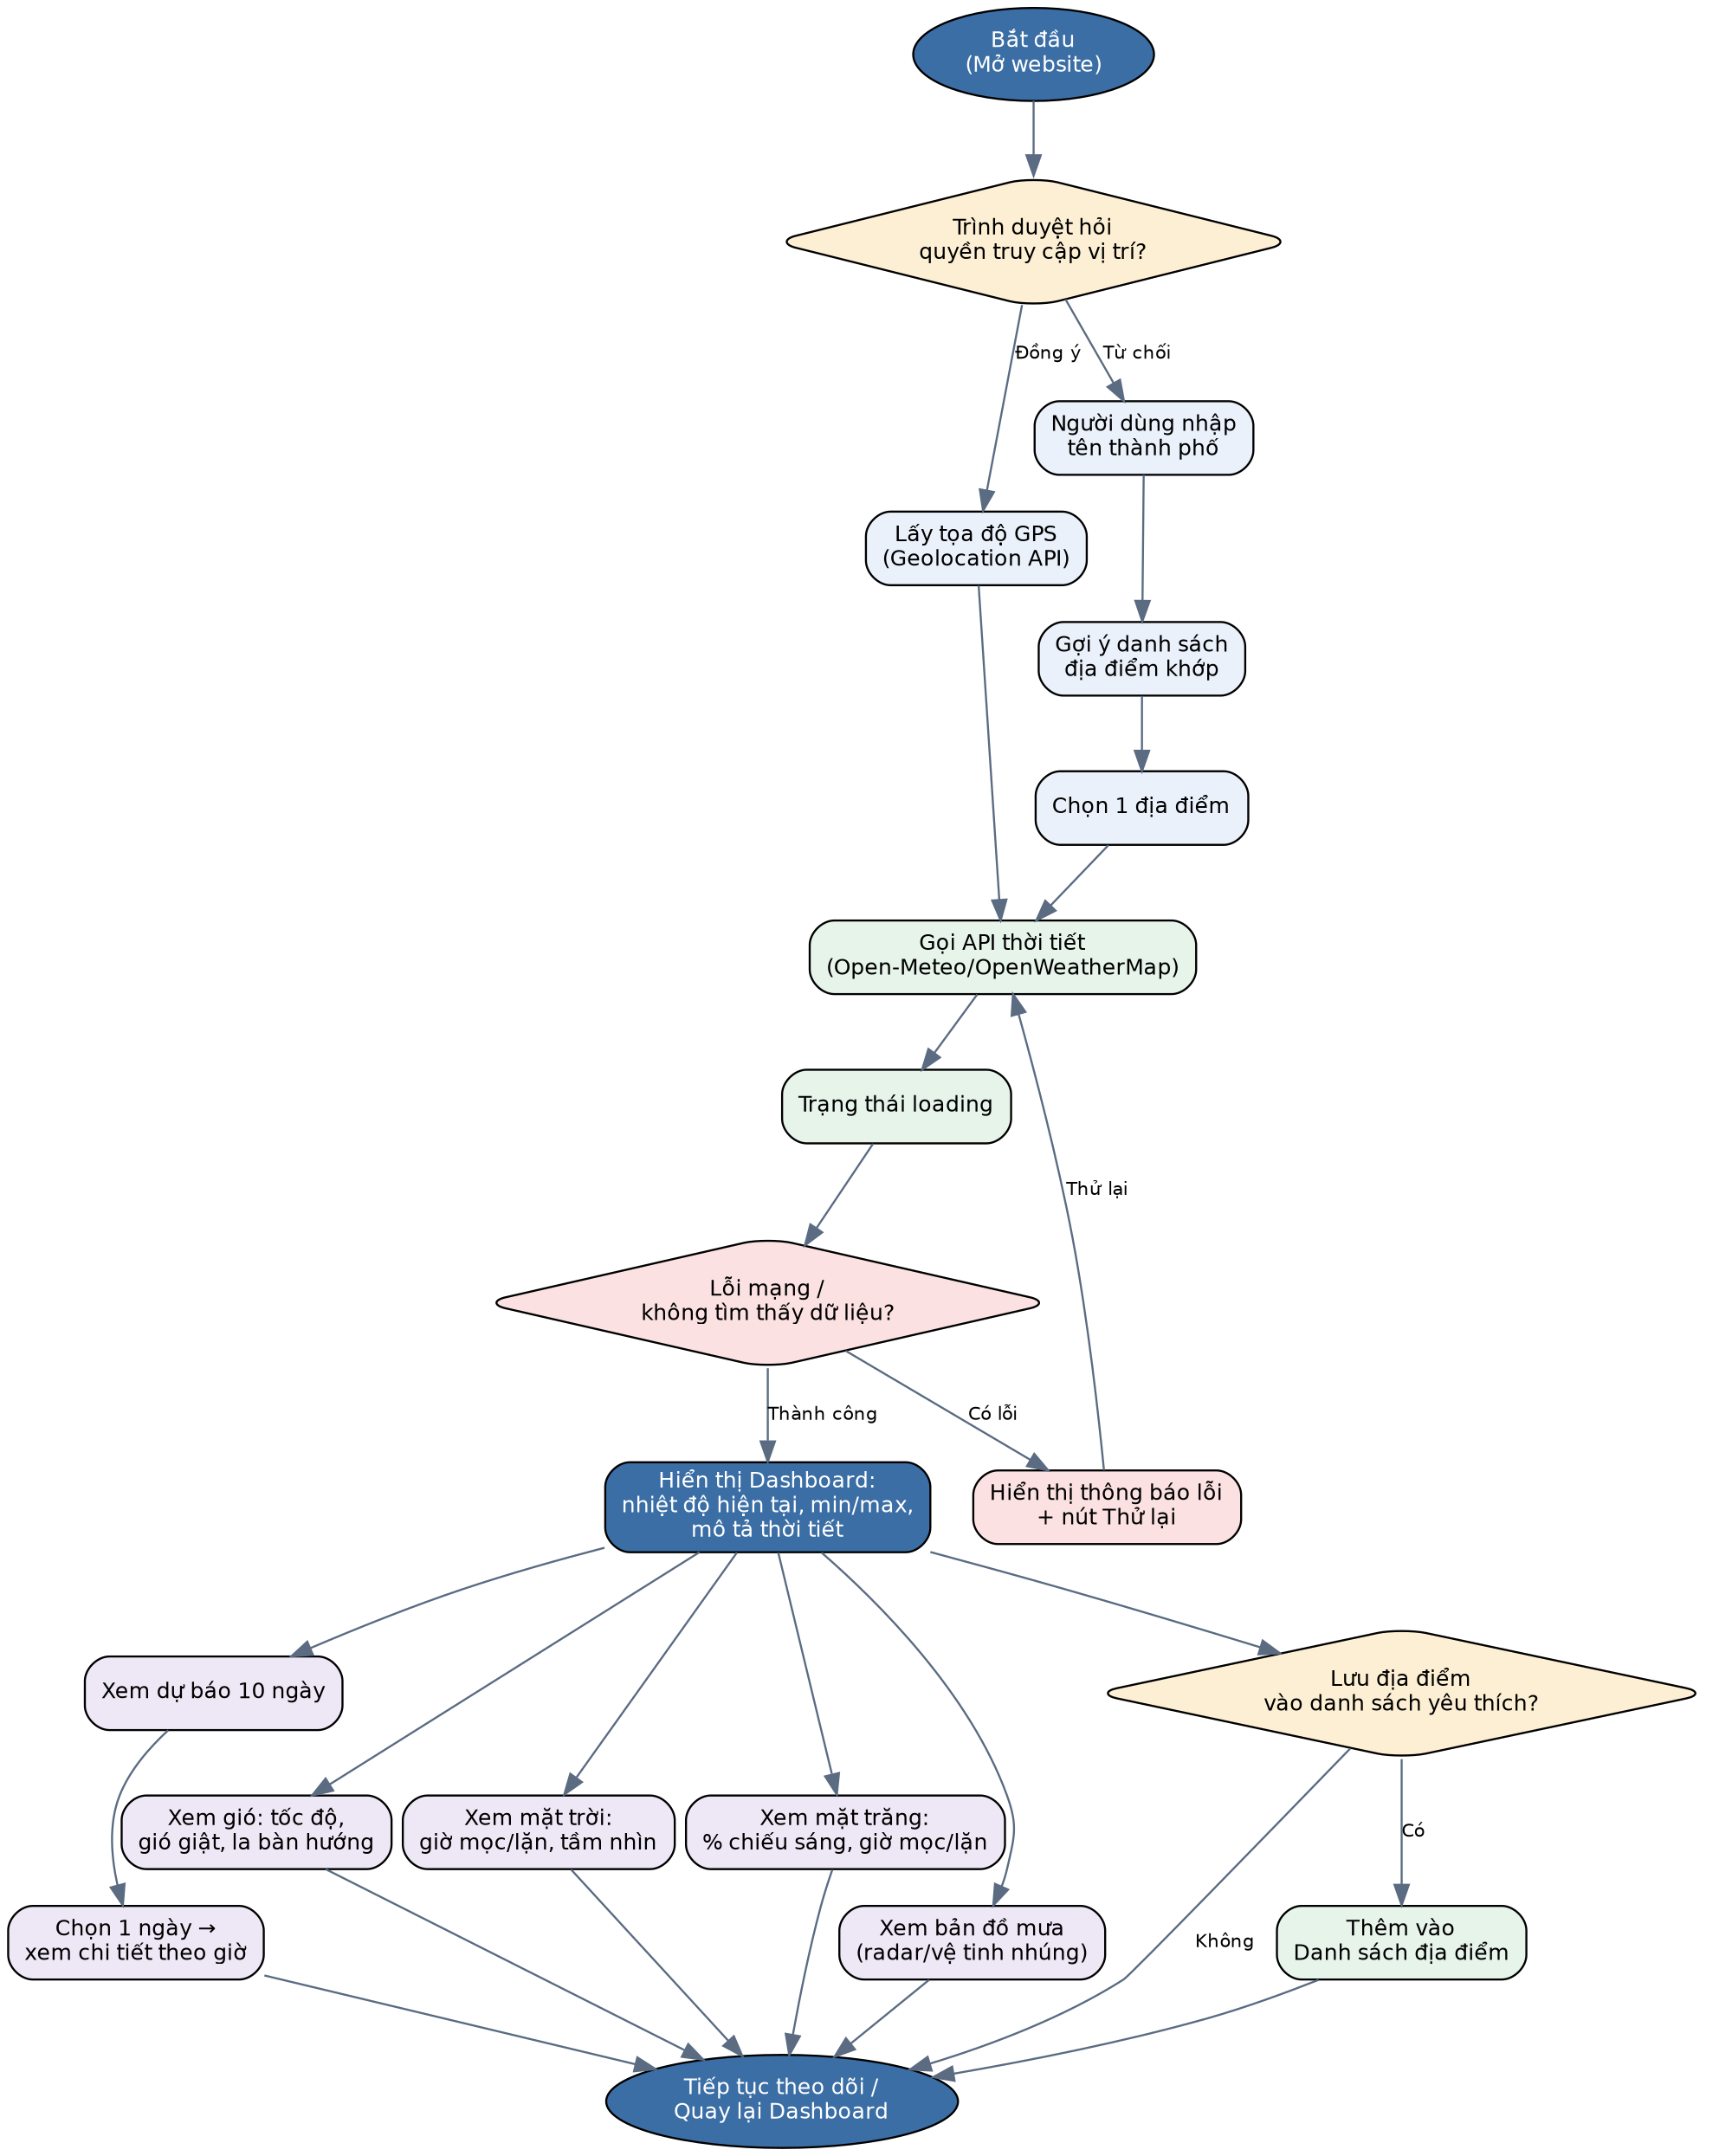 Bắt đầu
(Mở website)
Trình duyệt hỏi
quyền truy cập vị trí?
Đồng ý
Từ chối
Người dùng nhập
tên thành phố
Lấy tọa độ GPS
(Geolocation API)
Gợi ý danh sách
địa điểm khớp
Chọn 1 địa điểm
Gọi API thời tiết
(Open-Meteo/OpenWeatherMap)
Trạng thái loading
Thử lại
Lỗi mạng /
không tìm thấy dữ liệu?
Thành công
Có lỗi
Hiển thị Dashboard:
nhiệt độ hiện tại, min/max,
mô tả thời tiết
Hiển thị thông báo lỗi
+ nút Thử lại
Xem dự báo 10 ngày
Lưu địa điểm
vào danh sách yêu thích?
Xem gió: tốc độ,
gió giật, la bàn hướng
Xem mặt trời:
giờ mọc/lặn, tầm nhìn
Xem mặt trăng:
% chiếu sáng, giờ mọc/lặn
Có
Chọn 1 ngày →
xem chi tiết theo giờ
Xem bản đồ mưa
(radar/vệ tinh nhúng)
Không
Thêm vào
Danh sách địa điểm
Tiếp tục theo dõi /
Quay lại Dashboard